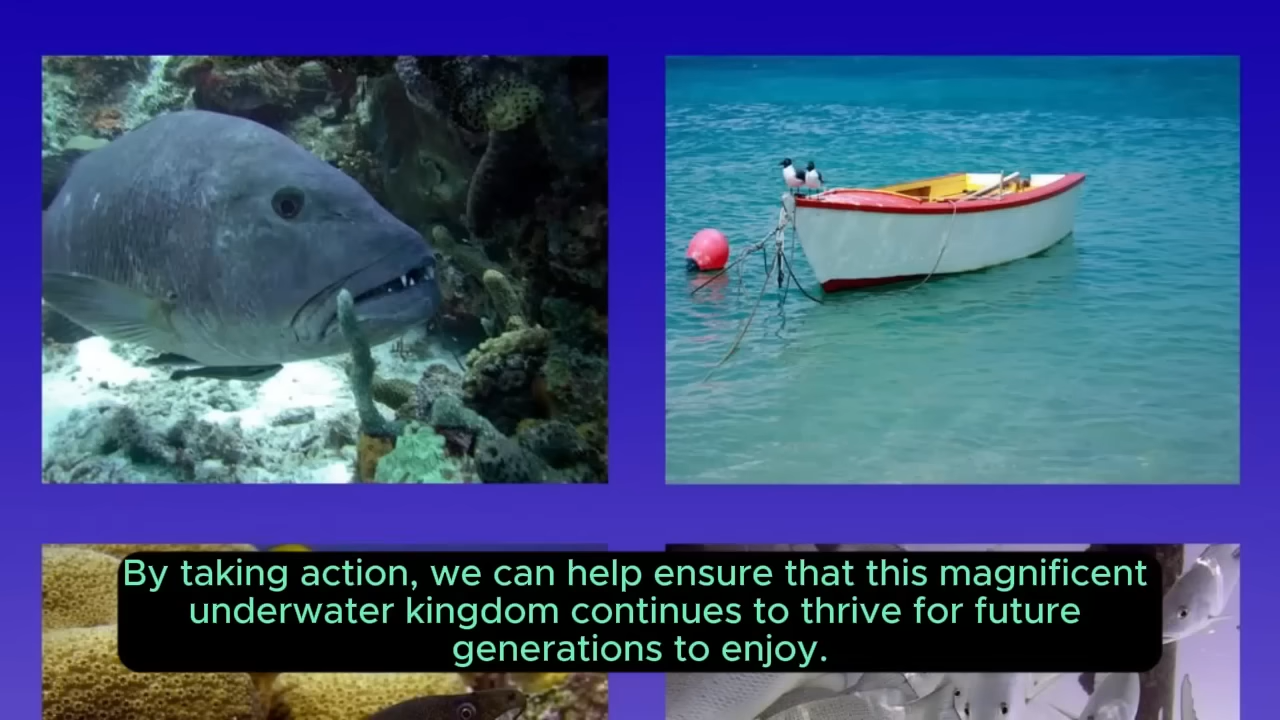 By taking action, we can help ensure that this magnificent
underwater kingdom continues to thrive for future
generations to enjoy.